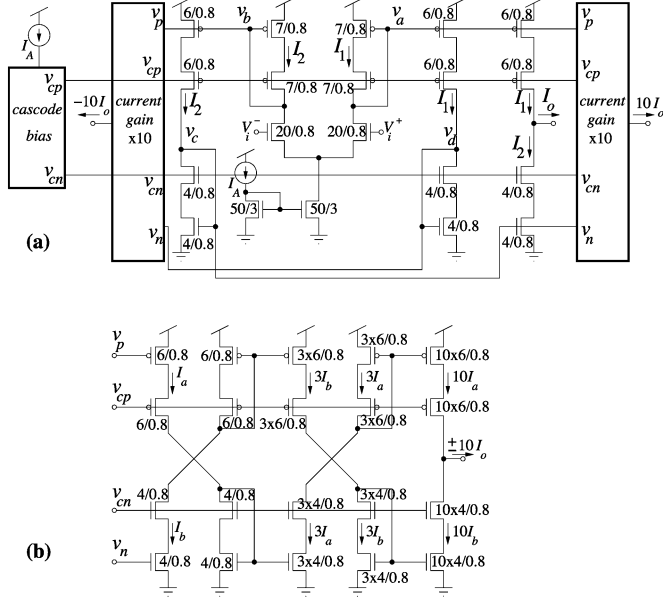 6/0.8 v_b v_a 6/0.8 6/0.8
v_p 7/0.8 7/0.8 v_p
I_A I_2 I_1
v_cp v_cp 6/0.8 6/0.8 6/0.8 v_cp
-10I_o I_2 7/0.8 7/0.8 I_1 I_1 I_o 10 I_o
cascode bias
current gain x10
current gain x10
v_c V_i^- 20/0.8 20/0.8 V_i^+ v_d I_2
v_cn v_cn I_A v_cn
4/0.8 4/0.8 4/0.8
50/3 50/3
v_n 4/0.8 4/0.8 4/0.8 v_n
(a)
v_p 6/0.8 6/0.8 3x6/0.8 3x6/0.8 10x6/0.8
I_a 3I_b 3I_a 10I_a
v_cp 6/0.8 6/0.8 3x6/0.8 3x6/0.8 10x6/0.8
±10 I_o
v_cn 4/0.8 4/0.8 3x4/0.8 3x4/0.8 10x4/0.8
I_b 3I_a 3I_b 10I_b
(b)
v_n 4/0.8 4/0.8 3x4/0.8 3x4/0.8 10x4/0.8